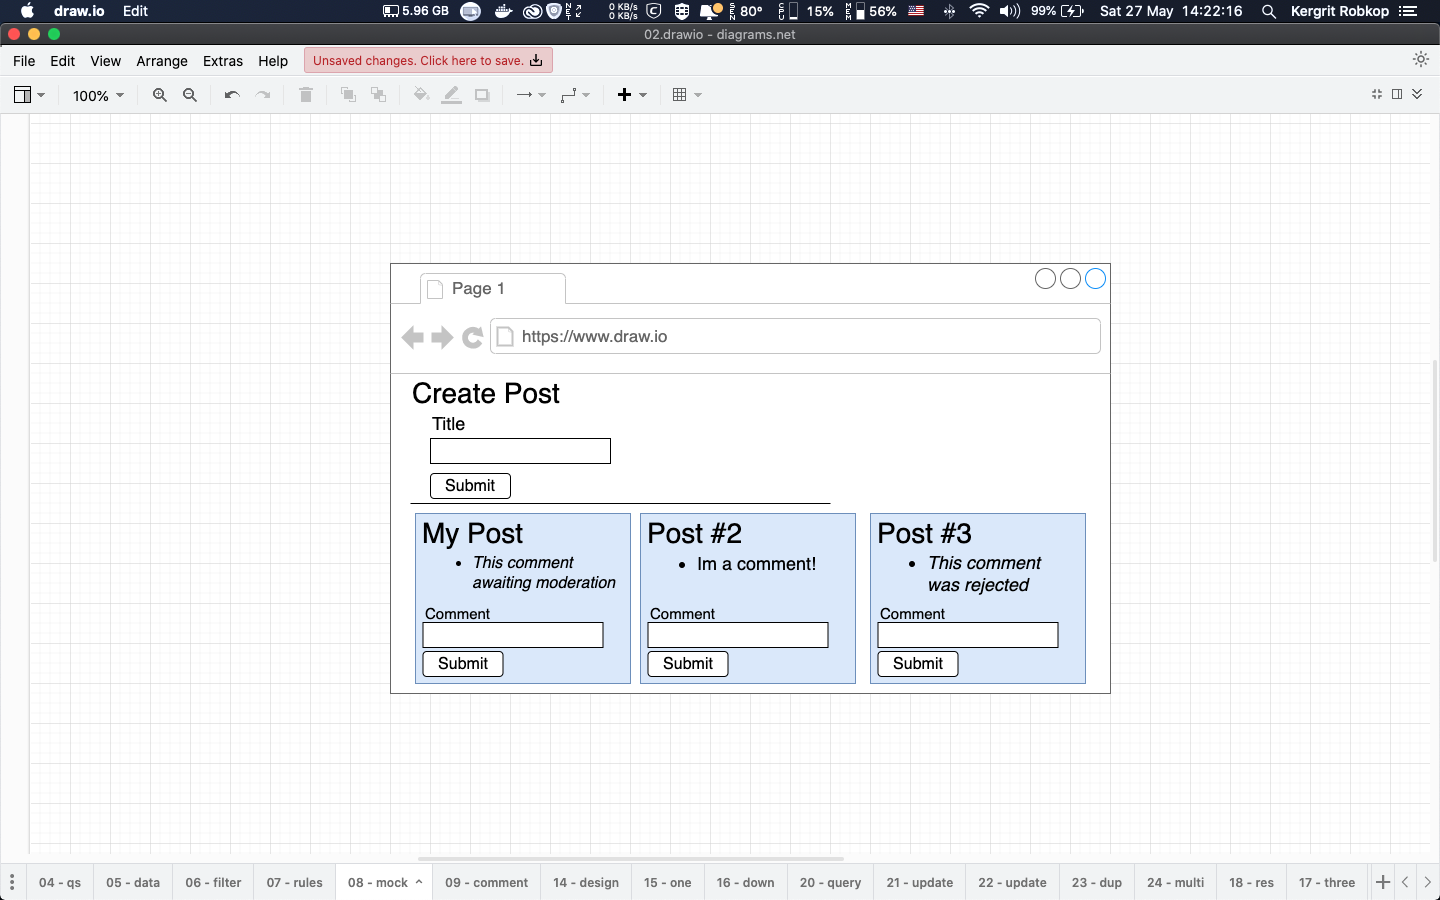 draw.io Edit 5.96 GB NET 0 KB/s 0 KB/s SEN 80° CPU 15% MEM 56% 99% Sat 27 May 14:22:16 Kergrit Robkop
02.drawio - diagrams.net
File Edit View Arrange Extras Help Unsaved changes. Click here to save.
100%
Page 1
https://www.draw.io
Create Post
Title
Submit
My Post
• This comment
awaiting moderation
Comment
Submit
Post #2
• Im a comment!
Comment
Submit
Post #3
• This comment
was rejected
Comment
Submit
04 - qs 05 - data 06 - filter 07 - rules 08 - mock 09 - comment 14 - design 15 - one 16 - down 20 - query 21 - update 22 - update 23 - dup 24 - multi 18 - res 17 - three